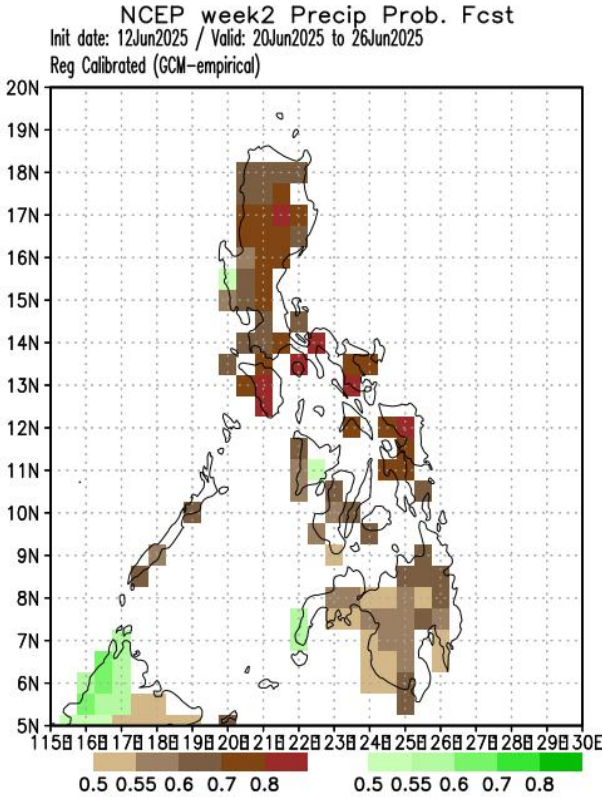 NCEP week2 Precip Prob. Fcst
Init date: 12Jun2025 / Valid: 20Jun2025 to 26Jun2025
Reg Calibrated (GCM-empirical)
20N
19N
18N
17N
16N
15N
14N
13N
12N
11N
10N
9N
8N
7N
6N
5N
115E 116E 117E 118E 119E 120E 121E 122E 123E 124E 125E 126E 127E 128E 129E 130E
0.5 0.55 0.6 0.7 0.8 0.5 0.55 0.6 0.7 0.8